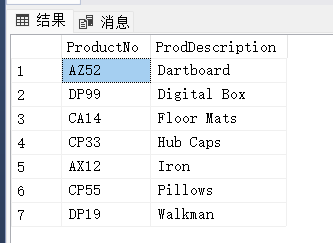 结果 消息
ProductNo ProdDescription
1 AZ52 Dartboard
2 DP99 Digital Box
3 CA14 Floor Mats
4 CP33 Hub Caps
5 AX12 Iron
6 CP55 Pillows
7 DP19 Walkman